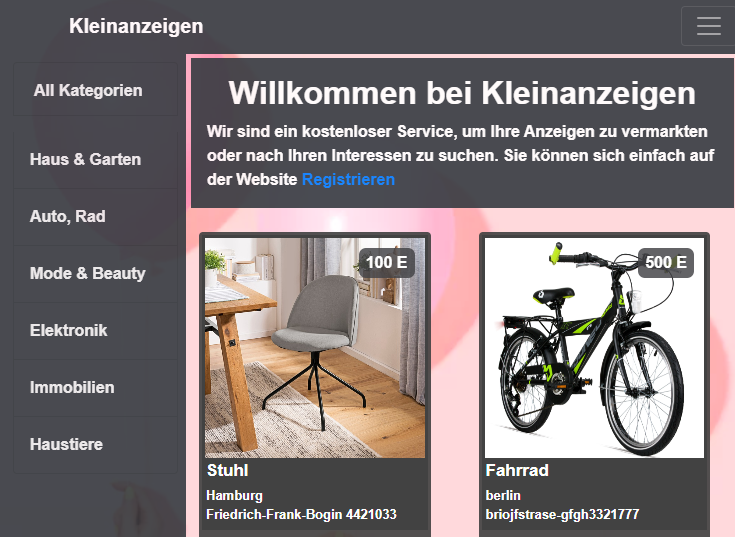 Kleinanzeigen
All Kategorien
Haus & Garten
Auto, Rad
Mode & Beauty
Elektronik
Immobilien
Haustiere
Willkommen bei Kleinanzeigen
Wir sind ein kostenloser Service, um Ihre Anzeigen zu vermarkten
oder nach Ihren Interessen zu suchen. Sie können sich einfach auf
der Website Registrieren
100 E
Stuhl
Hamburg
Friedrich-Frank-Bogin 4421033
500 E
Fahrrad
berlin
briojfstrase-gfgh3321777